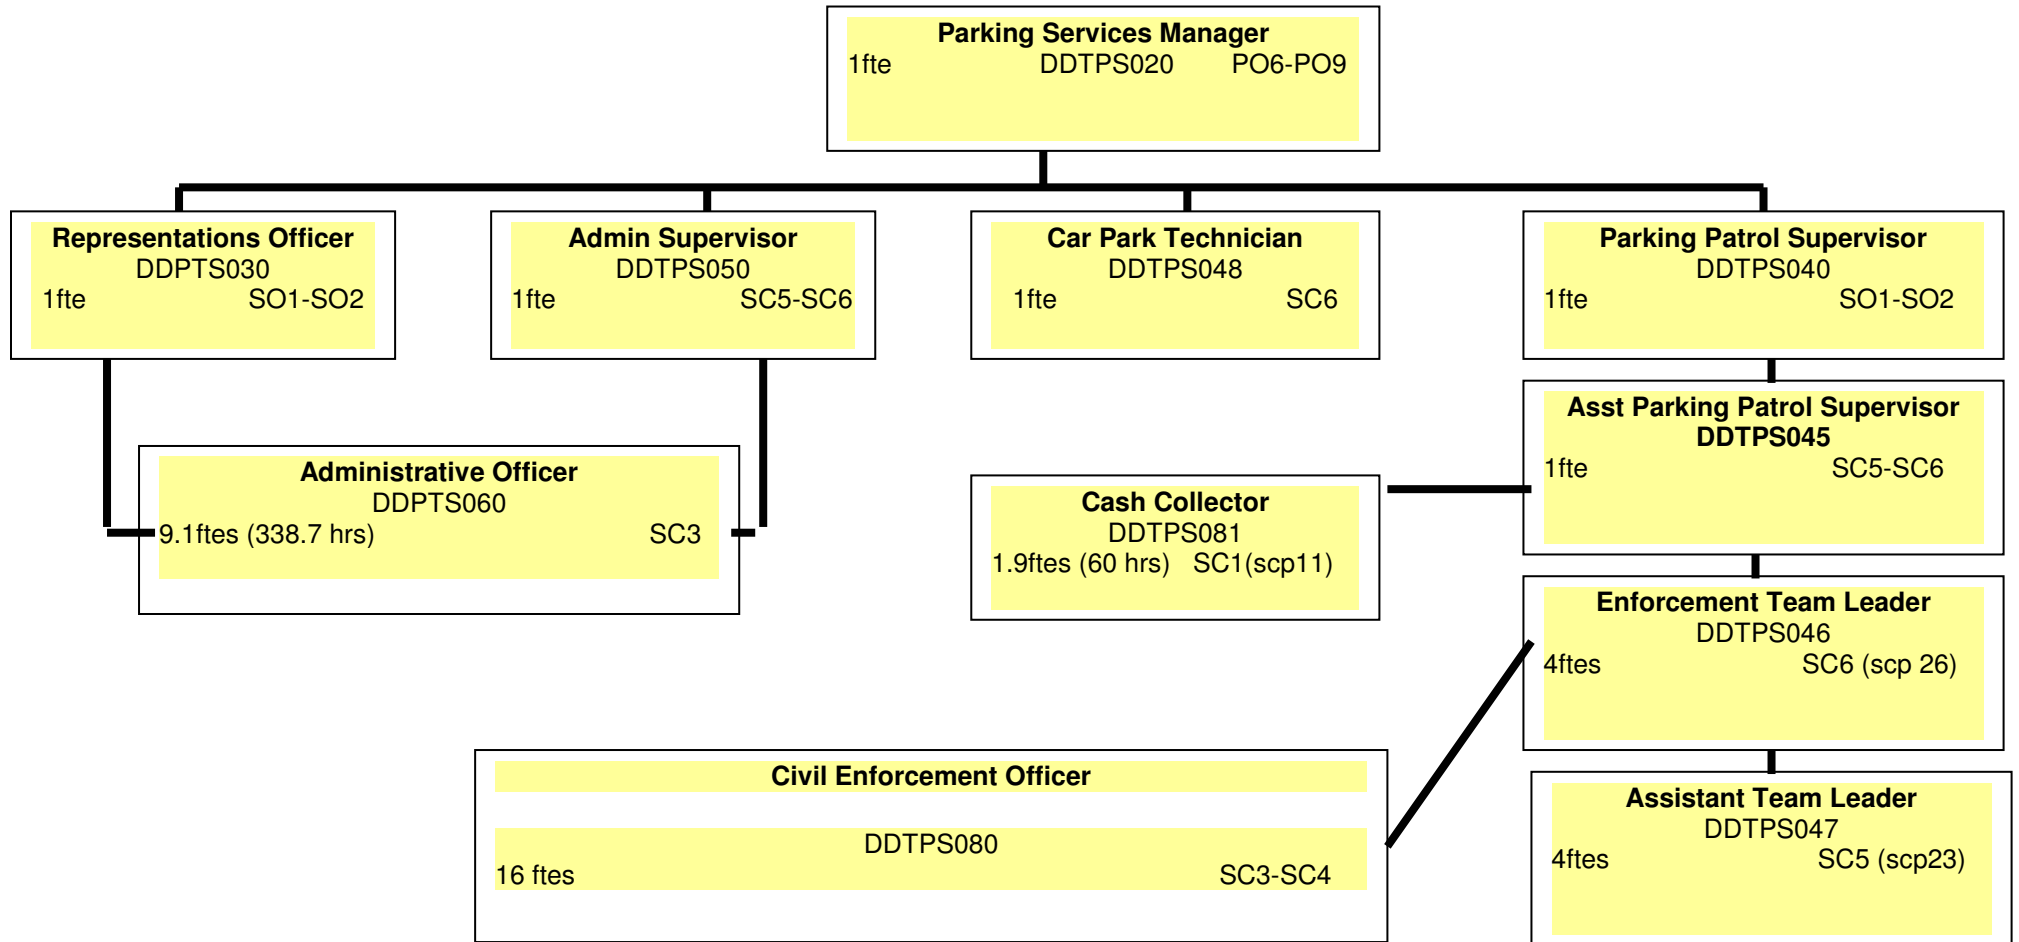 Parking Services Manager
1fte DDTPS020 PO6-PO9
Representations Officer
DDPTS030
1fte SO1-SO2
Admin Supervisor
DDTPS050
1fte SC5-SC6
Car Park Technician
DDTPS048
1fte SC6
Parking Patrol Supervisor
DDTPS040
1fte SO1-SO2
Asst Parking Patrol Supervisor
DDTPS045
1fte SC5-SC6
Administrative Officer
DDPTS060
9.1ftes (338.7 hrs) SC3
Cash Collector
DDTPS081
1.9ftes (60 hrs) SC1(scp11)
Enforcement Team Leader
DDTPS046
4ftes SC6 (scp 26)
Civil Enforcement Officer
DDTPS080
16 ftes SC3-SC4
Assistant Team Leader
DDTPS047
4ftes SC5 (scp23)